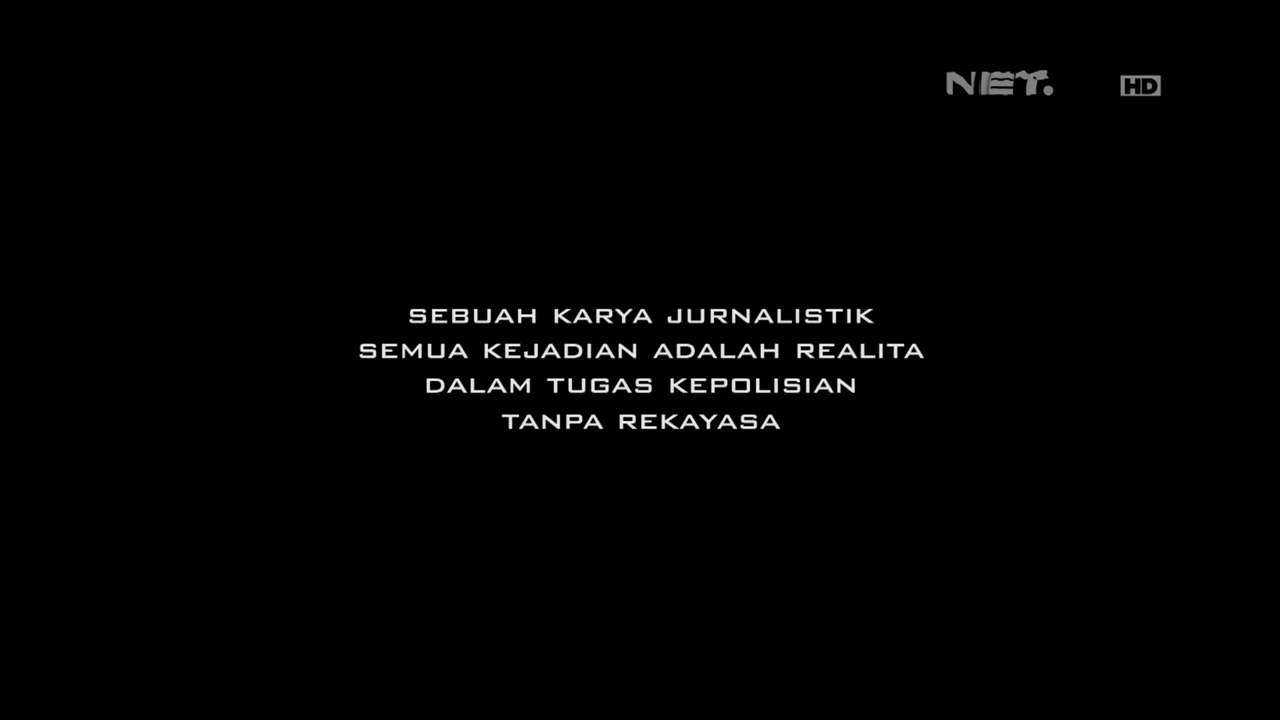 NET.
HD
SEBUAH KARYA JURNALISTIK
SEMUA KEJADIAN ADALAH REALITA
DALAM TUGAS KEPOLISIAN
TANPA REKAYASA